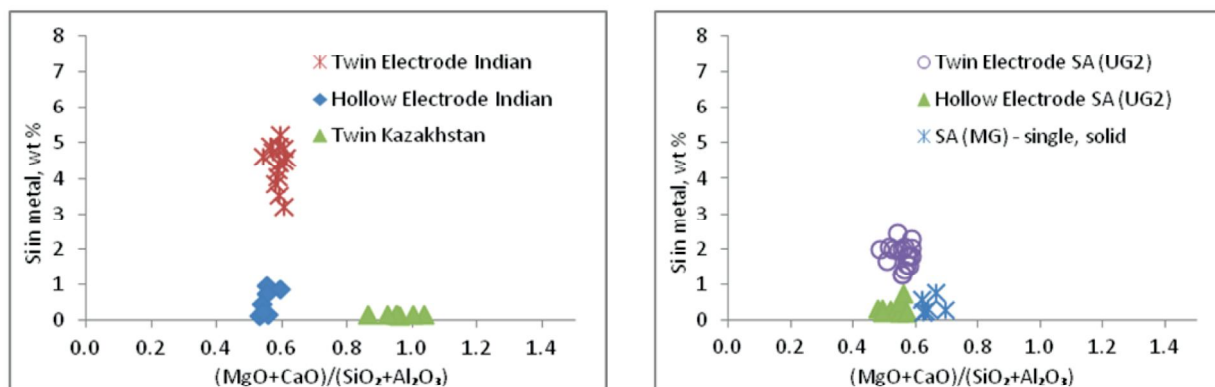 8
7
6
5
4
3
2
1
0
Si in metal, wt %
Twin Electrode Indian
Hollow Electrode Indian
Twin Kazakhstan
0.0 0.2 0.4 0.6 0.8 1.0 1.2 1.4
(MgO+CaO)/(SiO₂+Al₂O₃)
8
7
6
5
4
3
2
1
0
Si in metal, wt %
Twin Electrode SA (UG2)
Hollow Electrode SA (UG2)
SA (MG) - single, solid
0.0 0.2 0.4 0.6 0.8 1.0 1.2 1.4
(MgO+CaO)/(SiO₂+Al₂O₃)